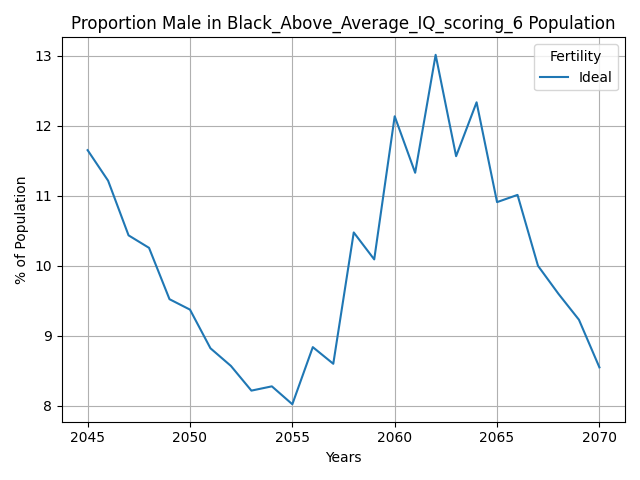 Proportion Male in Black_Above_Average_IQ_scoring_6 Population
Fertility
Ideal
13
12
11
10
9
8
% of Population
2045
2050
2055
2060
2065
2070
Years